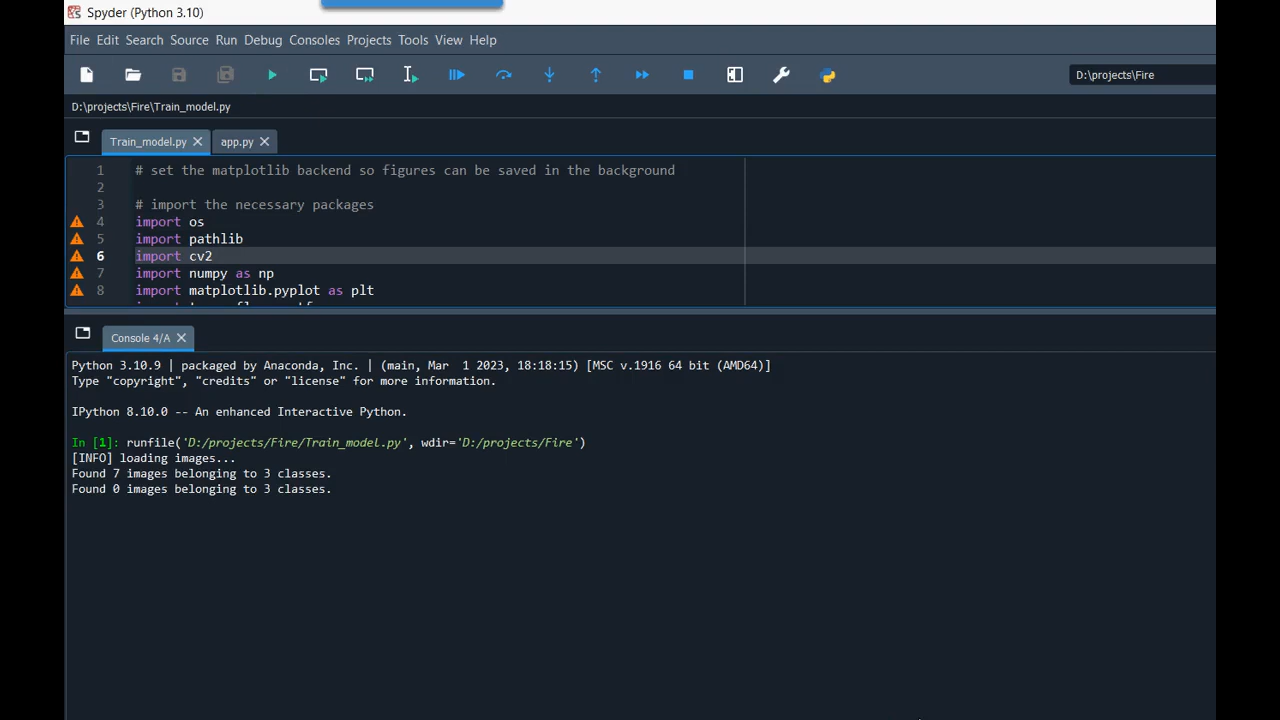 Spyder (Python 3.10)
File Edit Search Source Run Debug Consoles Projects Tools View Help
D:\projects\Fire
D:\projects\Fire\Train_model.py
Train_model.py app.py
1 # set the matplotlib backend so figures can be saved in the background
2
3 # import the necessary packages
4 import os
5 import pathlib
6 import cv2
7 import numpy as np
8 import matplotlib.pyplot as plt
Console 4/A
Python 3.10.9 | packaged by Anaconda, Inc. | (main, Mar  1 2023, 18:18:15) [MSC v.1916 64 bit (AMD64)]
Type "copyright", "credits" or "license" for more information.
IPython 8.10.0 -- An enhanced Interactive Python.
In [1]: runfile('D:/projects/Fire/Train_model.py', wdir='D:/projects/Fire')
[INFO] loading images...
Found 7 images belonging to 3 classes.
Found 0 images belonging to 3 classes.